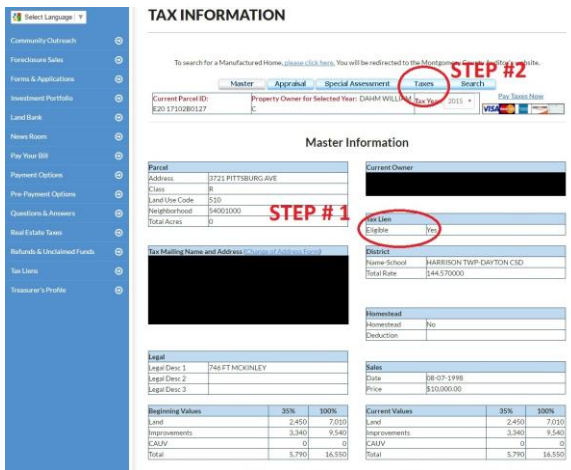 Select Language ▼
TAX INFORMATION
Community Outreach
Foreclosure Sales
Forms & Applications
Investment Portfolio
Land Bank
News Room
Pay Your Bill
Payment Options
Pre-Payment Options
Questions & Answers
Real Estate Taxes
Refunds & Unclaimed Funds
Tax Liens
Treasurer's Profile
To search for a Manufactured Home, please click here. You will be redirected to the Montgomery County Auditor's website.
STEP #2
Master Appraisal Special Assessment Taxes Search
Current Parcel ID: Property Owner for Selected Year: DAHM WILLIAM Tax Year 2015 Pay Taxes Now
E20 17102B0127 C VISA
Master Information
Parcel
Address 3721 PITTSBURG AVE
Class R
Land Use Code 510
Neighborhood 54001000
Total Acres 0
Current Owner
STEP # 1
Tax Lien
Eligible Yes
Tax Mailing Name and Address (Change of Address Form)
District
Name-School HARRISON TWP-DAYTON CSD
Total Rate 144.570000
Homestead
Homestead No
Deduction
Legal
Legal Desc 1 746 FT MCKINLEY
Legal Desc 2
Legal Desc 3
Sales
Date 08-07-1998
Price $10,000.00
Beginning Values 35% 100%
Land 2,450 7,010
Improvements 3,340 9,540
CAUV 0 0
Total 5,790 16,550
Current Values 35% 100%
Land 2,450 7,010
Improvements 3,340 9,540
CAUV 0 0
Total 5,790 16,550